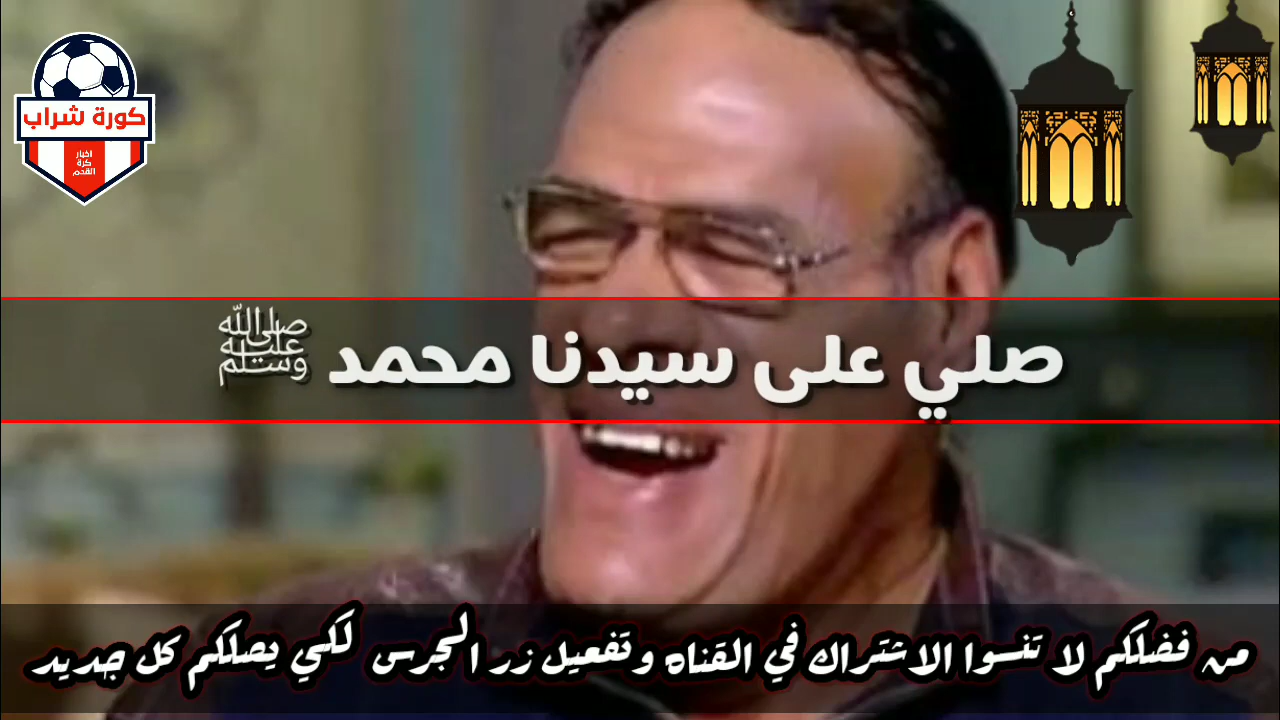 كورة شراب
اخبار
كرة
القدم
صلي على سيدنا محمد ﷺ
من فضلكم لا تنسوا الاشتراك في القناه وتفعيل زر الجرس لكي يصلكم كل جديد